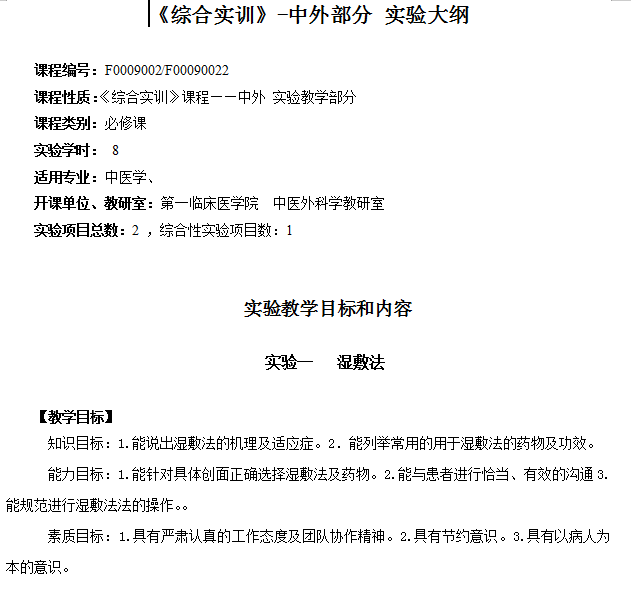 《综合实训》-中外部分 实验大纲
课程编号：F0009002/F00090022
课程性质：《综合实训》课程——中外 实验教学部分
课程类别：必修课
实验学时： 8
适用专业：中医学、
开课单位、教研室：第一临床医学院 中医外科学教研室
实验项目总数：2 ，综合性实验项目数：1
实验教学目标和内容
实验一 湿敷法
【教学目标】
知识目标：1.能说出湿敷法的机理及适应症。2．能列举常用的用于湿敷法的药物及功效。
能力目标：1.能针对具体创面正确选择湿敷法及药物。2.能与患者进行恰当、有效的沟通 3.
能规范进行湿敷法法的操作。。
素质目标：1.具有严肃认真的工作态度及团队协作精神。2.具有节约意识。3.具有以病人为
本的意识。